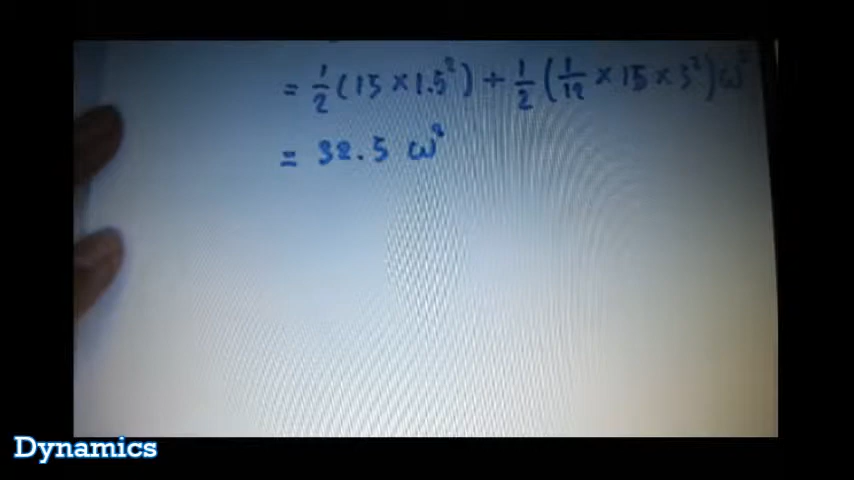 = 1/2 (15 × 1.5²) + 1/2 (1/12 × 15 × 3²) ω²
= 32.5 ω²
Dynamics